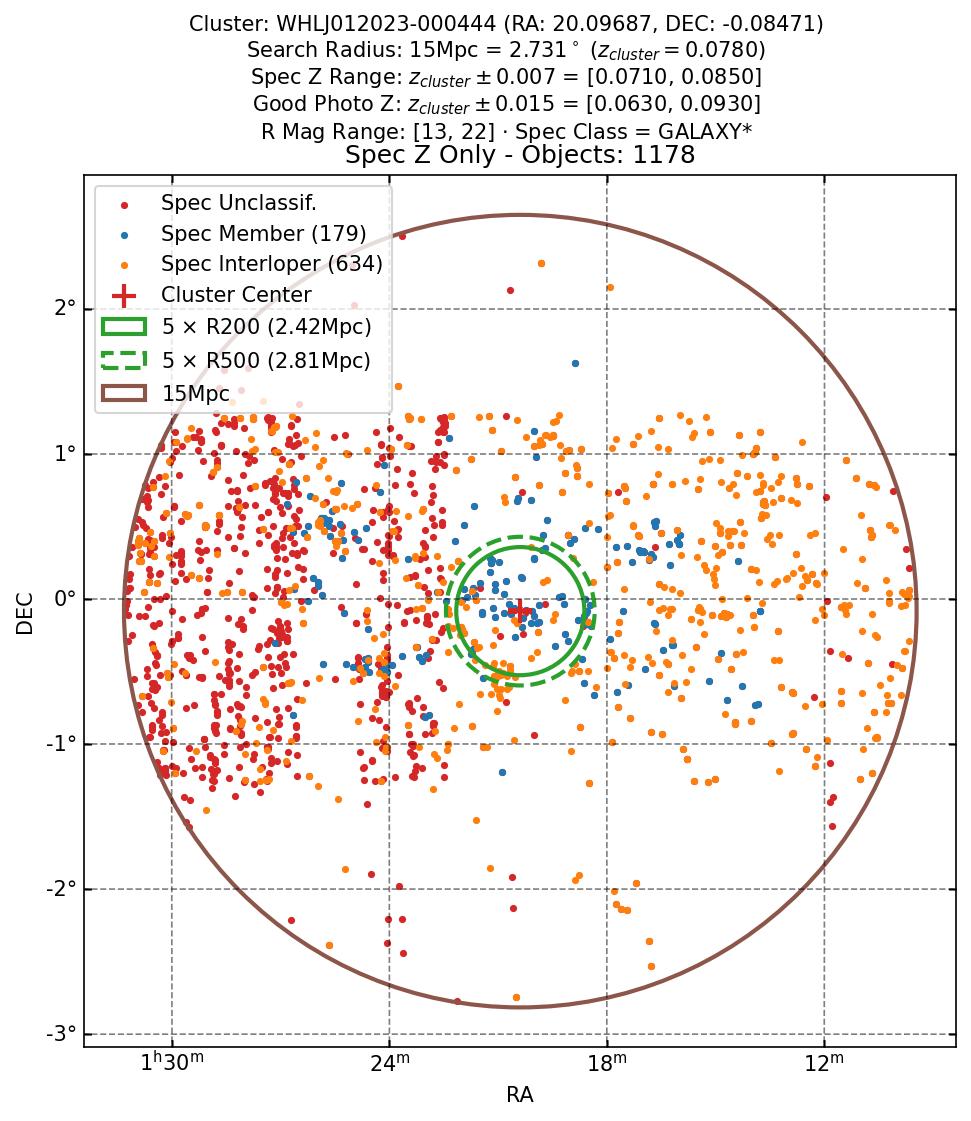 Cluster: WHLJ012023-000444 (RA: 20.09687, DEC: -0.08471)
Search Radius: 15Mpc = 2.731° (z_cluster = 0.0780)
Spec Z Range: z_cluster ± 0.007 = [0.0710, 0.0850]
Good Photo Z: z_cluster ± 0.015 = [0.0630, 0.0930]
R Mag Range: [13, 22] · Spec Class = GALAXY*
Spec Z Only - Objects: 1178
Spec Unclassif.
Spec Member (179)
Spec Interloper (634)
Cluster Center
5 × R200 (2.42Mpc)
5 × R500 (2.81Mpc)
15Mpc
2°
1°
0°
-1°
-2°
-3°
DEC
1ʰ30ᵐ
24ᵐ
18ᵐ
12ᵐ
RA